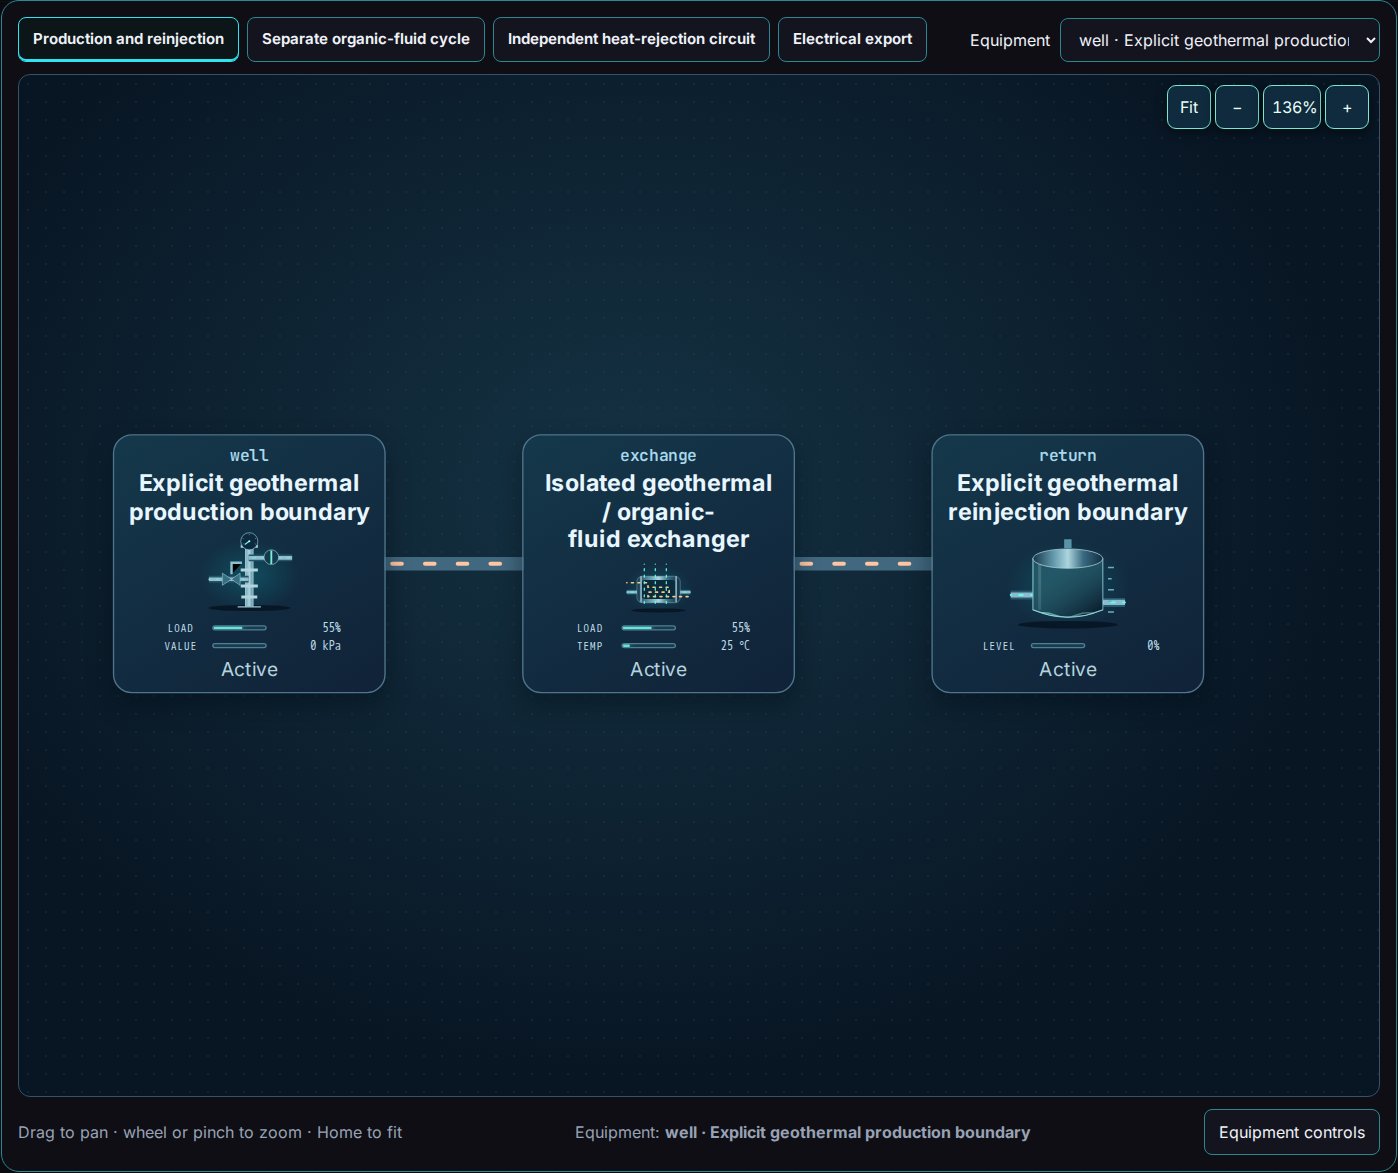 Production and reinjection
Separate organic-fluid cycle
Independent heat-rejection circuit
Electrical export
Equipment
well · Explicit geothermal production
Fit
−
136%
+
well
Explicit geothermal
production boundary
LOAD 55%
VALUE 0 kPa
Active
exchange
Isolated geothermal
/ organic-
fluid exchanger
LOAD 55%
TEMP 25 °C
Active
return
Explicit geothermal
reinjection boundary
LEVEL 0%
Active
Drag to pan · wheel or pinch to zoom · Home to fit
Equipment: well · Explicit geothermal production boundary
Equipment controls